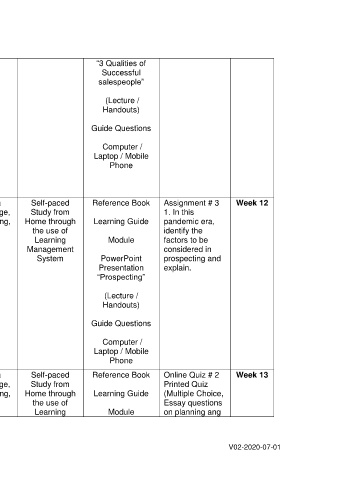 "3 Qualities of
Successful
salespeople"
(Lecture /
Handouts)
Guide Questions
Computer /
Laptop / Mobile
Phone
ge,
ng,
Self-paced
Study from
Home through
the use of
Learning
Management
System
Reference Book
Learning Guide
Module
PowerPoint
Presentation
"Prospecting"
(Lecture /
Handouts)
Guide Questions
Computer /
Laptop / Mobile
Phone
Assignment # 3
1. In this
pandemic era,
identify the
factors to be
considered in
prospecting and
explain.
Week 12
ge,
ng,
Self-paced
Study from
Home through
the use of
Learning
Reference Book
Learning Guide
Module
Online Quiz # 2
Printed Quiz
(Multiple Choice,
Essay questions
on planning ang
Week 13
V02-2020-07-01